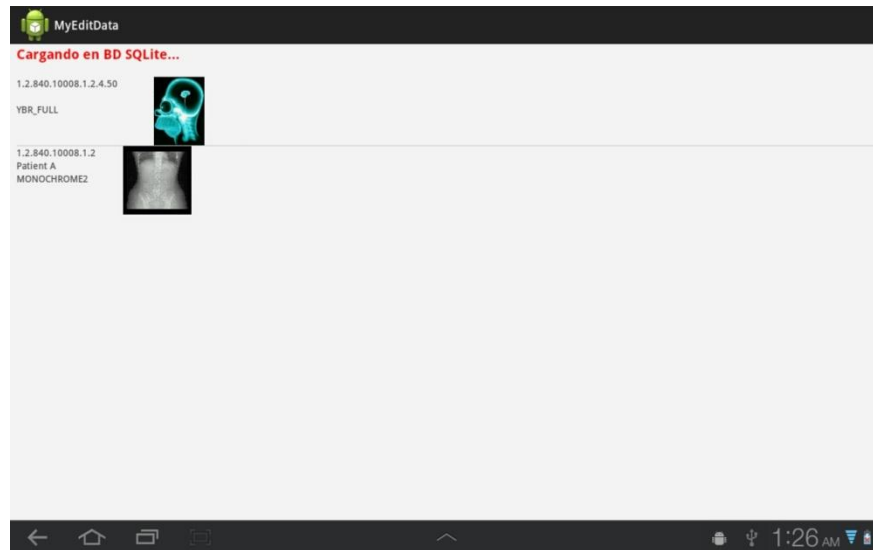 MyEditData
Cargando en BD SQLite...
1.2.840.10008.1.2.4.50
YBR_FULL
1.2.840.10008.1.2
Patient A
MONOCHROME2
1:26 AM